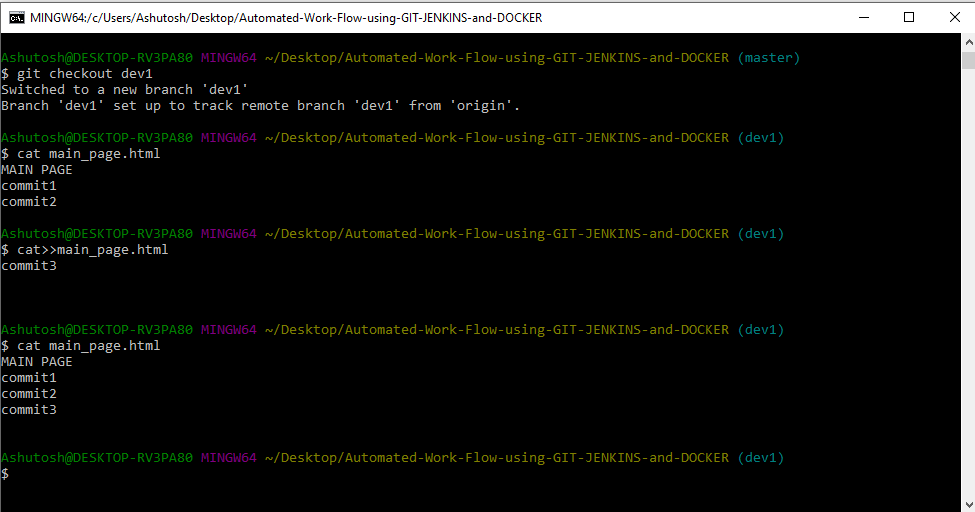 MINGW64:/c/Users/Ashutosh/Desktop/Automated-Work-Flow-using-GIT-JENKINS-and-DOCKER
Ashutosh@DESKTOP-RV3PA80 MINGW64 ~/Desktop/Automated-Work-Flow-using-GIT-JENKINS-and-DOCKER (master)
$ git checkout dev1
Switched to a new branch 'dev1'
Branch 'dev1' set up to track remote branch 'dev1' from 'origin'.
Ashutosh@DESKTOP-RV3PA80 MINGW64 ~/Desktop/Automated-Work-Flow-using-GIT-JENKINS-and-DOCKER (dev1)
$ cat main_page.html
MAIN PAGE
commit1
commit2
Ashutosh@DESKTOP-RV3PA80 MINGW64 ~/Desktop/Automated-Work-Flow-using-GIT-JENKINS-and-DOCKER (dev1)
$ cat>>main_page.html
commit3
Ashutosh@DESKTOP-RV3PA80 MINGW64 ~/Desktop/Automated-Work-Flow-using-GIT-JENKINS-and-DOCKER (dev1)
$ cat main_page.html
MAIN PAGE
commit1
commit2
commit3
Ashutosh@DESKTOP-RV3PA80 MINGW64 ~/Desktop/Automated-Work-Flow-using-GIT-JENKINS-and-DOCKER (dev1)
$